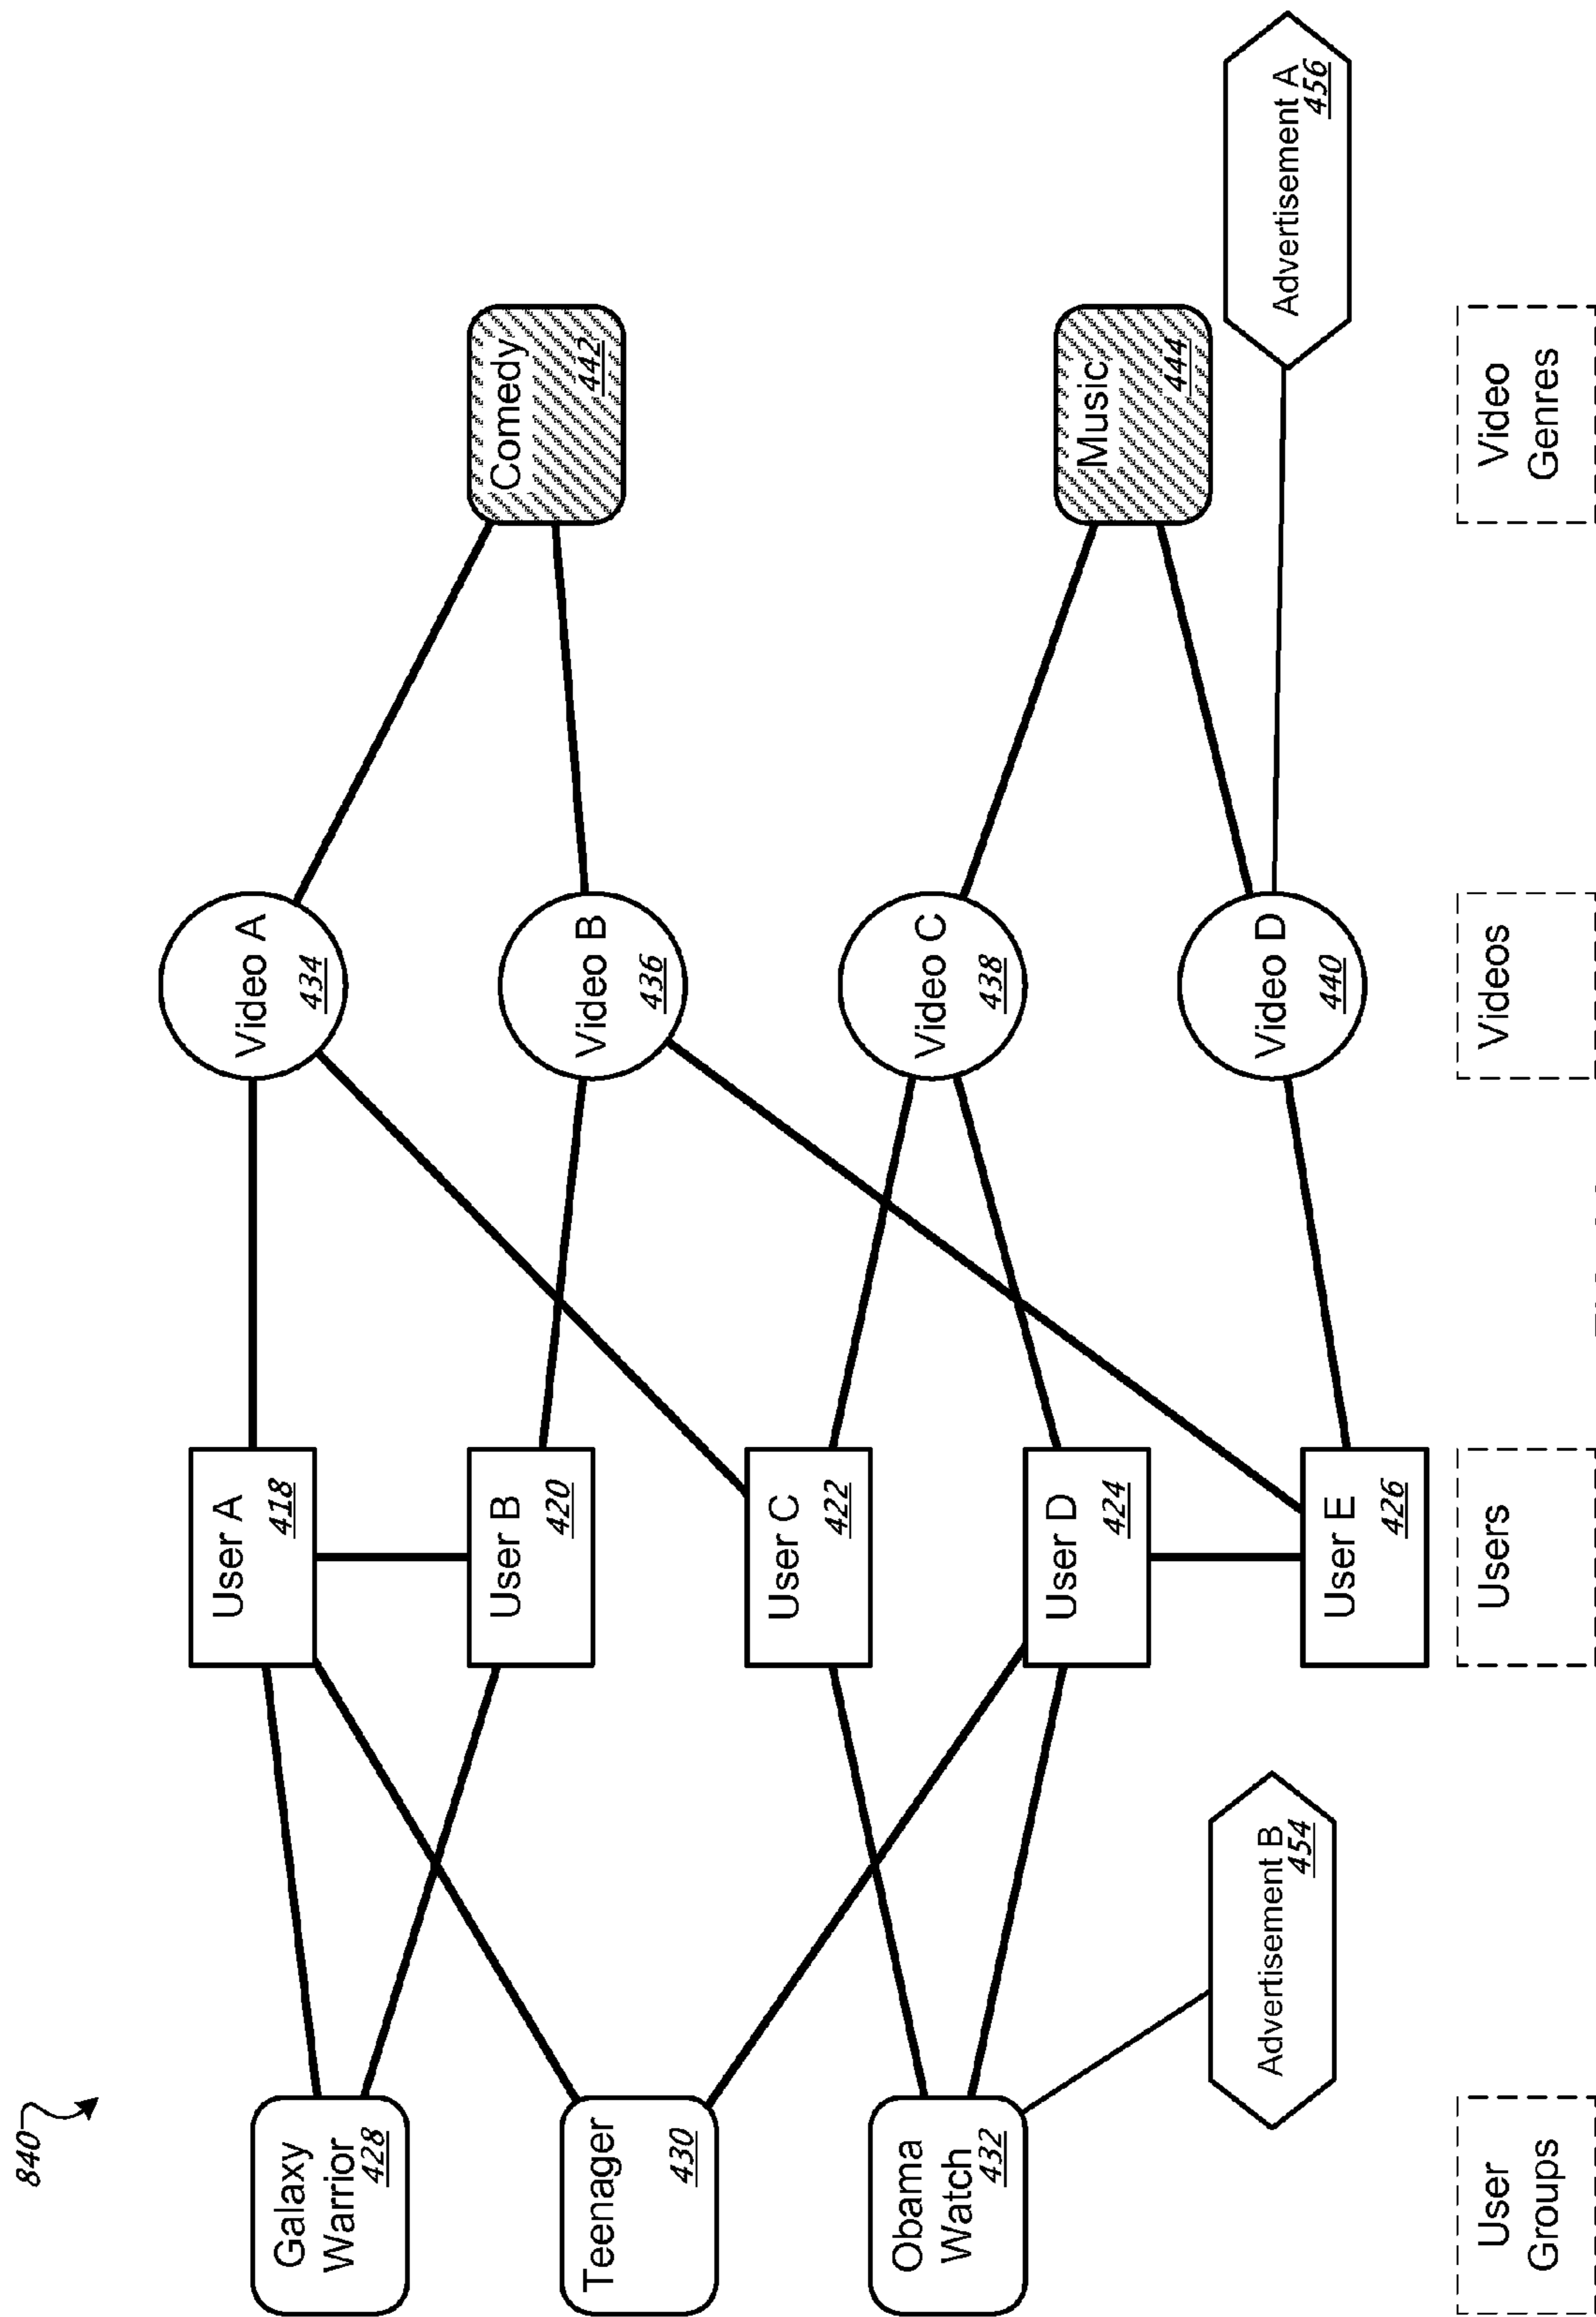 840
Galaxy
Warrior
428
Teenager
430
Obama
Watch
432
Advertisement B
454
User A
418
User B
420
User C
422
User D
424
User E
426
Video A
434
Video B
436
Video C
438
Video D
440
Comedy
442
Music
444
Advertisement A
456
User
Groups
Users
Videos
Video
Genres